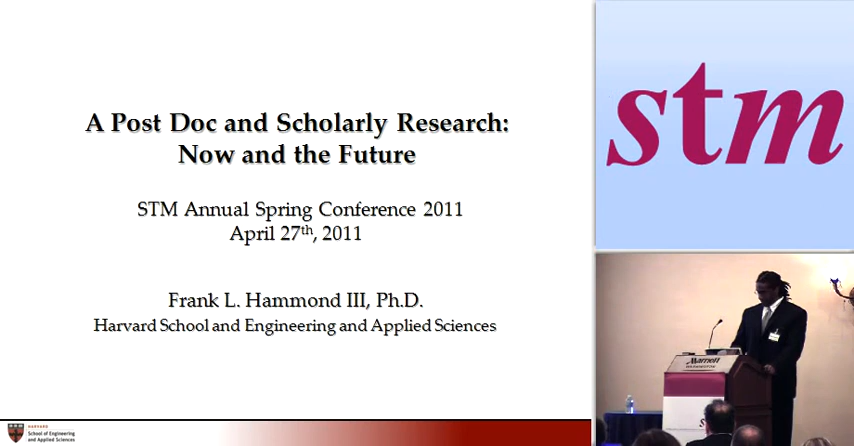 A Post Doc and Scholarly Research:
Now and the Future
STM Annual Spring Conference 2011
April 27th, 2011
Frank L. Hammond III, Ph.D.
Harvard School and Engineering and Applied Sciences
HARVARD
School of Engineering
and Applied Sciences
stm
Marriott
stm